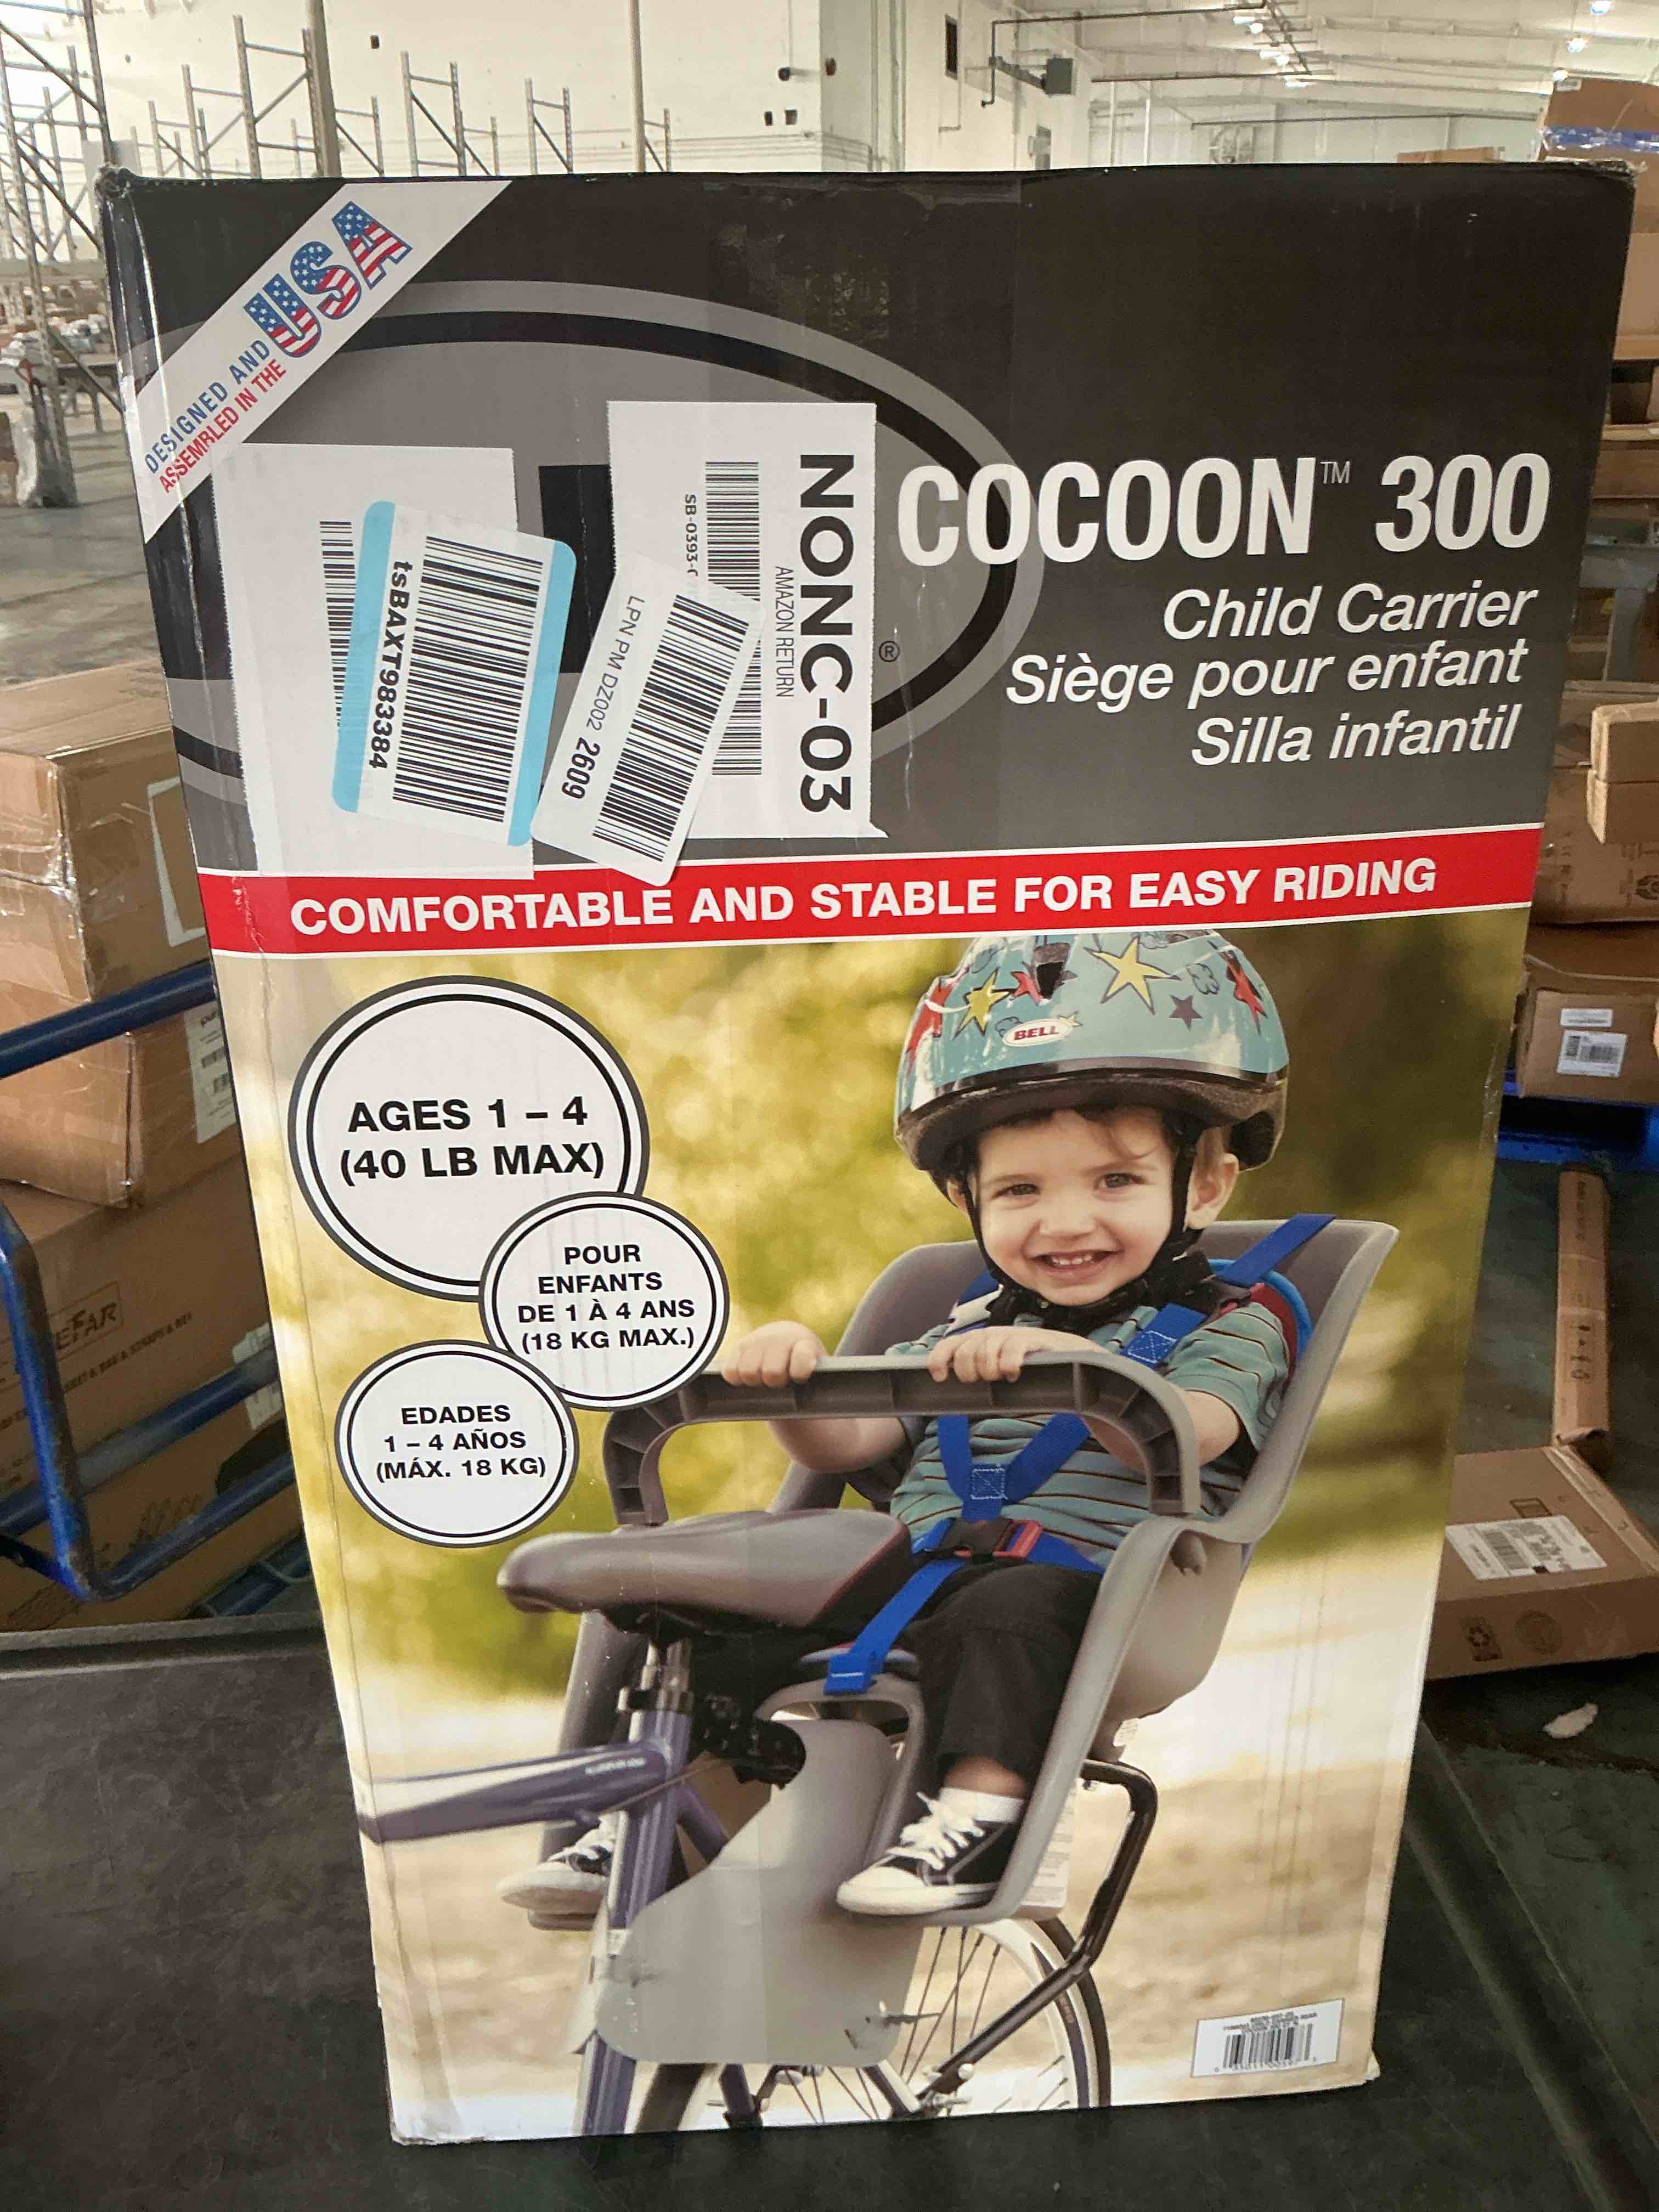 DESIGNED AND
ASSEMBLED IN THE
USA
COCOON™ 300
Child Carrier
Siège pour enfant
Silla infantil
®
tsBAXT983384
LPN PM DZ002 2609
SB-0393-
AMAZON RETURN
NONC-03
COMFORTABLE AND STABLE FOR EASY RIDING
BELL
AGES 1 – 4
(40 LB MAX)
POUR
ENFANTS
DE 1 À 4 ANS
(18 KG MAX.)
EDADES
1 – 4 AÑOS
(MÁX. 18 KG)